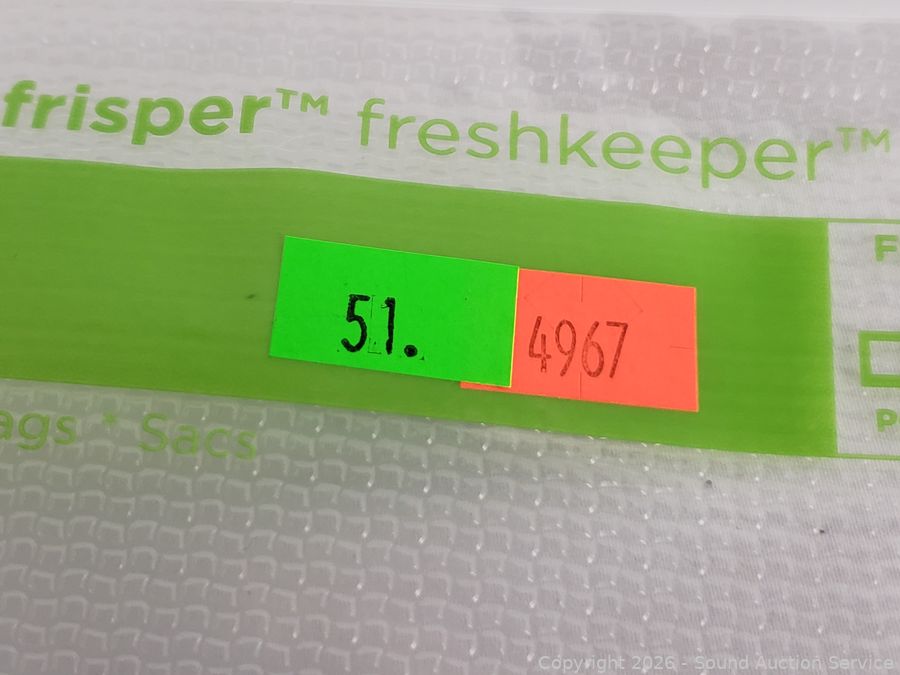 frisper™ freshkeeper™
F
51.
4967
P
ags * Sacs
Copyright 2026 - Sound Auction Service